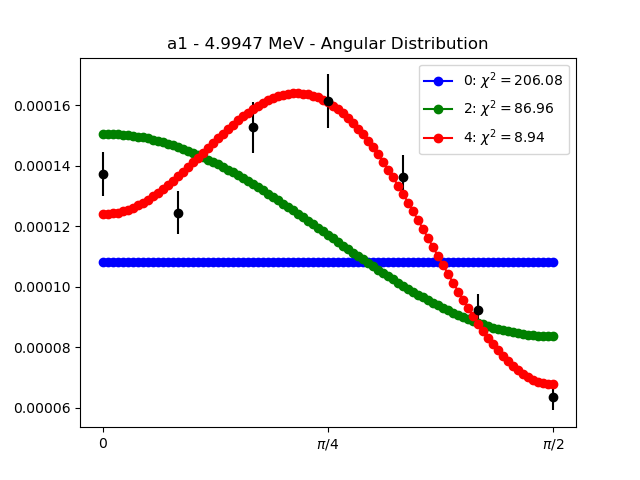 a1 - 4.9947 MeV - Angular Distribution
0: χ² = 206.08
2: χ² = 86.96
4: χ² = 8.94
0.00016
0.00014
0.00012
0.00010
0.00008
0.00006
0 π/4 π/2